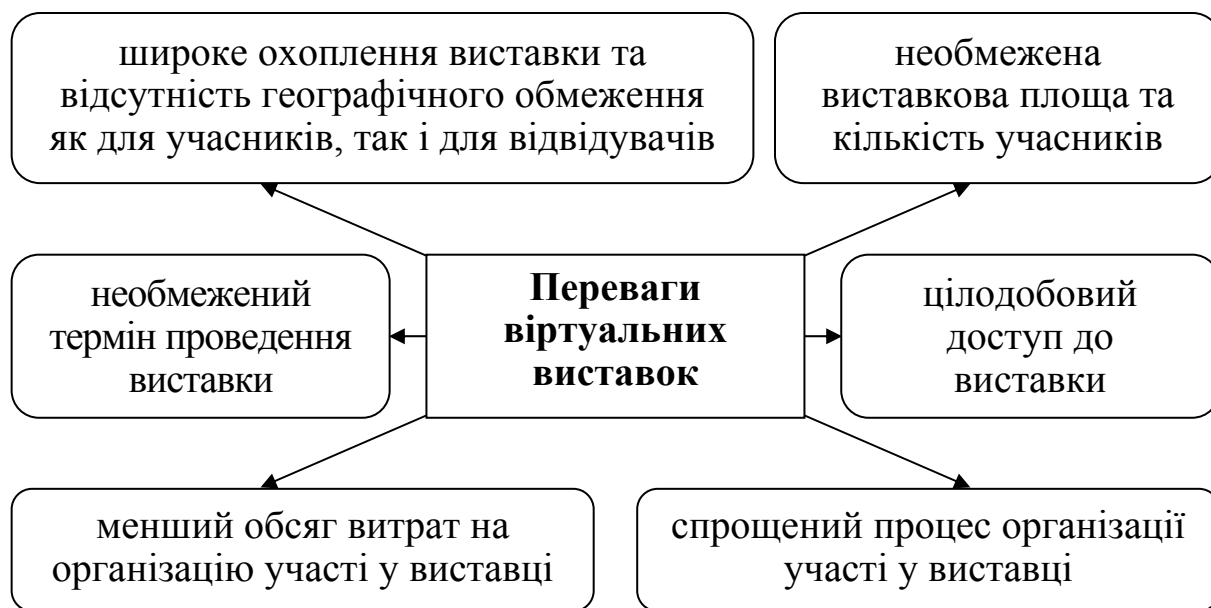 широке охоплення виставки та
відсутність географічного обмеження
як для учасників, так і для відвідувачів
необмежена
виставкова площа та
кількість учасників
необмежений
термін проведення
виставки
Переваги
віртуальних
виставок
цілодобовий
доступ до
виставки
менший обсяг витрат на
організацію участі у виставці
спрощений процес організації
участі у виставці